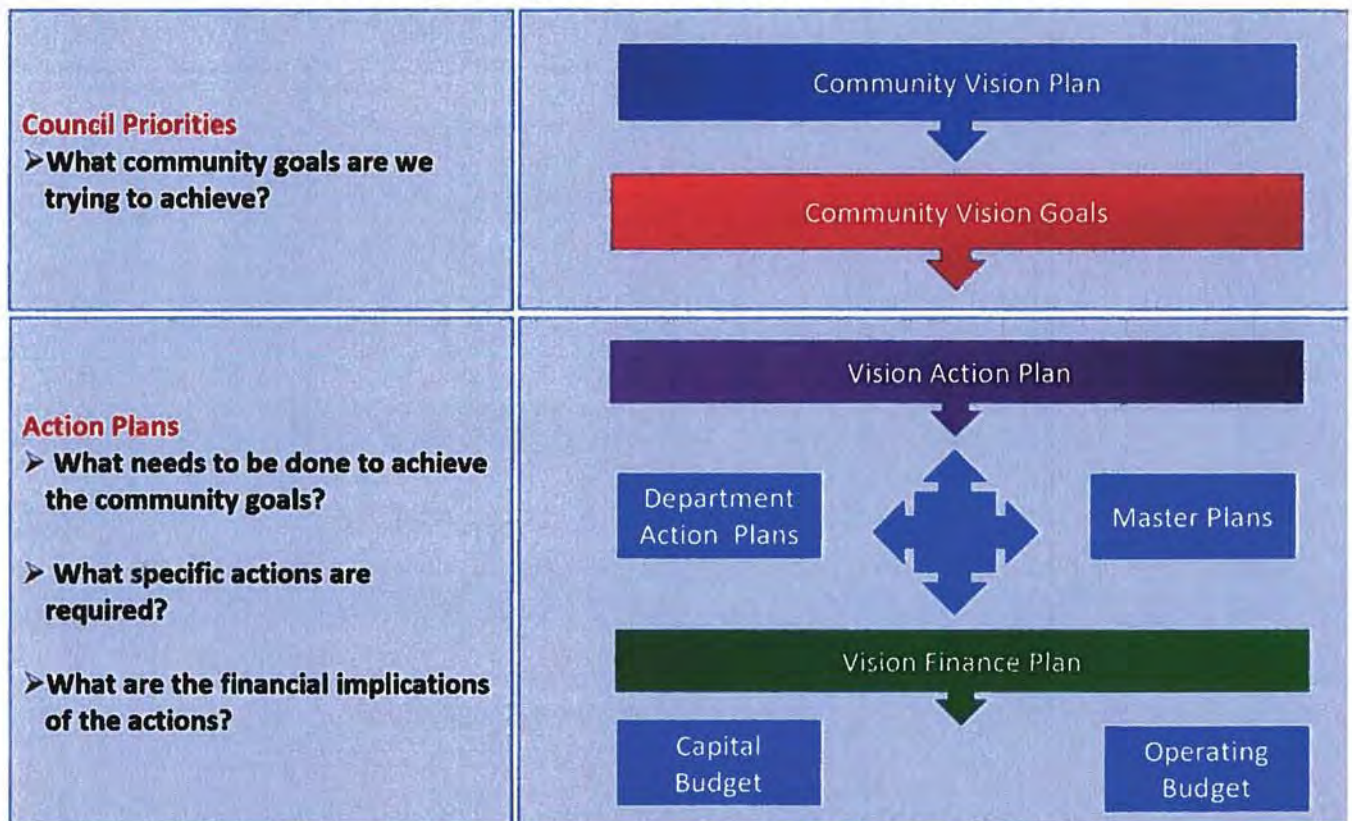 Council Priorities
➢What community goals are we
trying to achieve?
Community Vision Plan
Community Vision Goals
Action Plans
➢ What needs to be done to achieve
the community goals?
➢ What specific actions are
required?
➢What are the financial implications
of the actions?
Vision Action Plan
Department
Action Plans
Master Plans
Vision Finance Plan
Capital
Budget
Operating
Budget